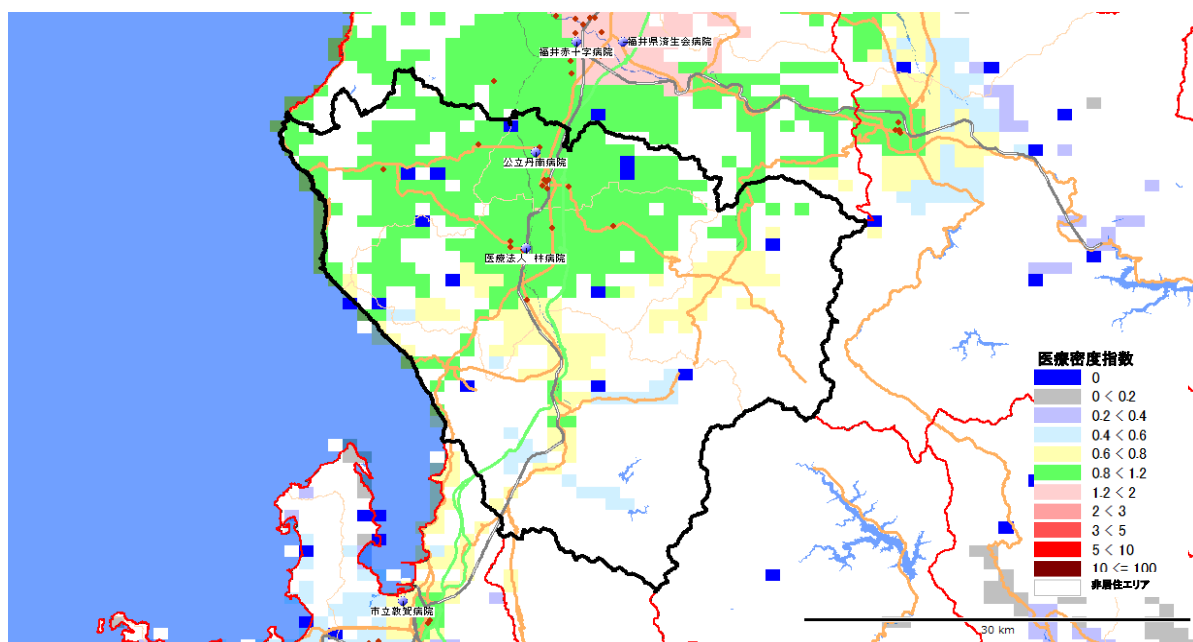 福井赤十字病院
福井県済生会病院
公立丹南病院
医療法人 林病院
市立敦賀病院
医療密度指数
0
0 < 0.2
0.2 < 0.4
0.4 < 0.6
0.6 < 0.8
0.8 < 1.2
1.2 < 2
2 < 3
3 < 5
5 < 10
10 <= 100
非居住エリア
30 km